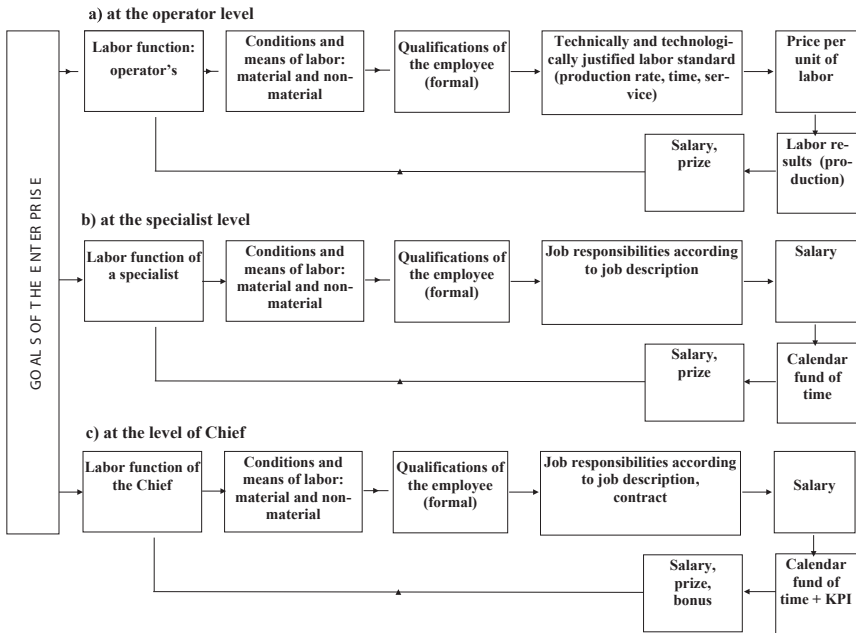 GOALS OF THE ENTERPRISE
a) at the operator level
Labor function:
operator’s
Conditions and
means of labor:
material and non-
material
Qualifications of
the employee
(formal)
Technically and technologi-
cally justified labor standard
(production rate, time, ser-
vice)
Price per
unit of
labor
Salary,
prize
Labor re-
sults (pro-
duction)
b) at the specialist level
Labor function of
a specialist
Conditions and
means of labor:
material and non-
material
Qualifications of
the employee
(formal)
Job responsibilities according
to job description
Salary
Salary,
prize
Calendar
fund of
time
c) at the level of Chief
Labor function of
the Chief
Conditions and
means of labor:
material and non-
material
Qualifications of
the employee
(formal)
Job responsibilities according
to job description,
contract
Salary
Salary,
prize,
bonus
Calendar
fund of
time + KPI